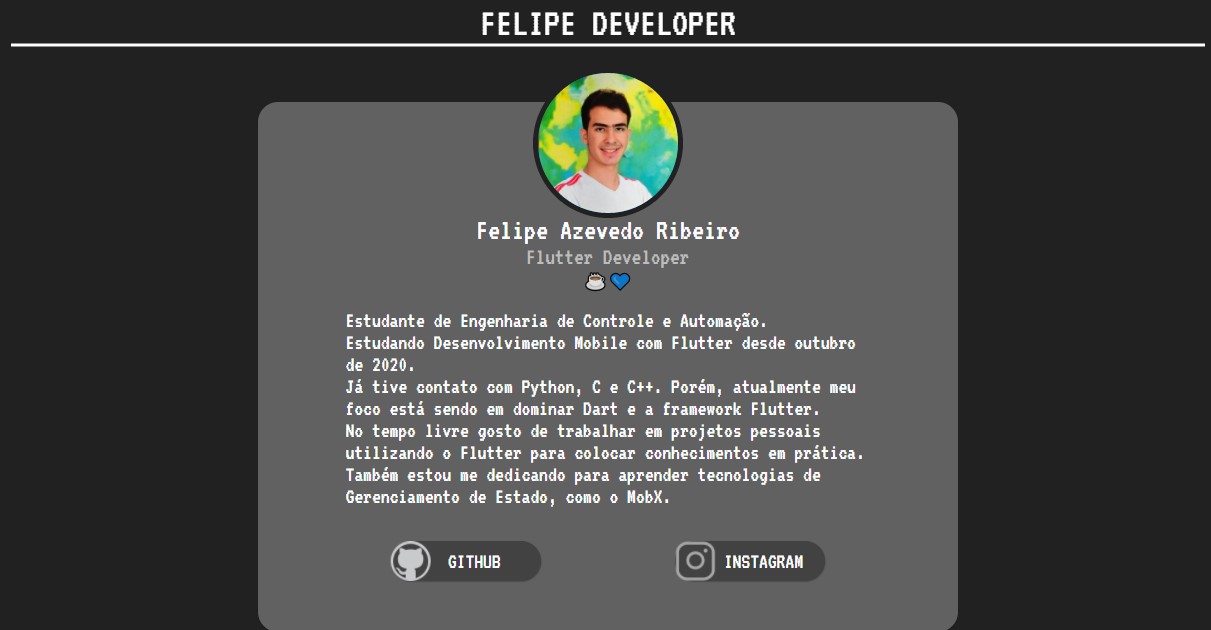 FELIPE DEVELOPER
Felipe Azevedo Ribeiro
Flutter Developer
Estudante de Engenharia de Controle e Automação.
Estudando Desenvolvimento Mobile com Flutter desde outubro
de 2020.
Já tive contato com Python, C e C++. Porém, atualmente meu
foco está sendo em dominar Dart e a framework Flutter.
No tempo livre gosto de trabalhar em projetos pessoais
utilizando o Flutter para colocar conhecimentos em prática.
Também estou me dedicando para aprender tecnologias de
Gerenciamento de Estado, como o MobX.
GITHUB
INSTAGRAM